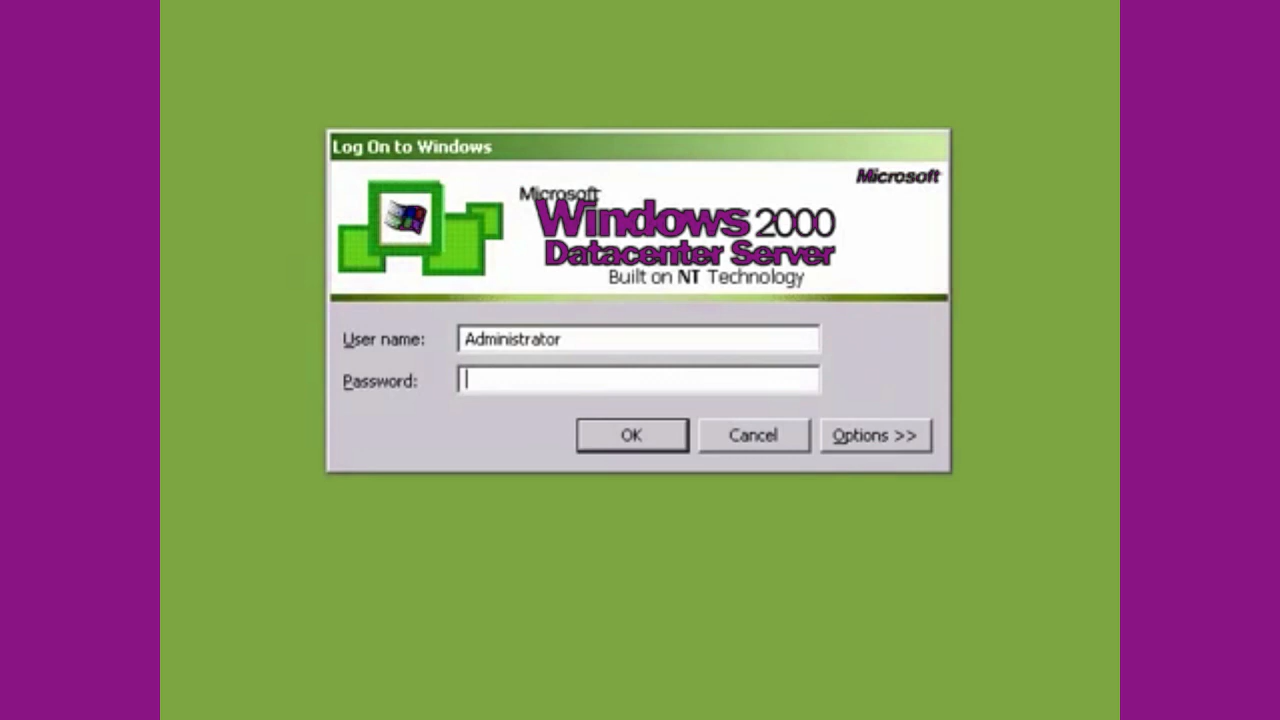 Log On to Windows
Microsoft
Microsoft
Windows 2000
Datacenter Server
Built on NT Technology
User name: Administrator
Password:
OK Cancel Options >>